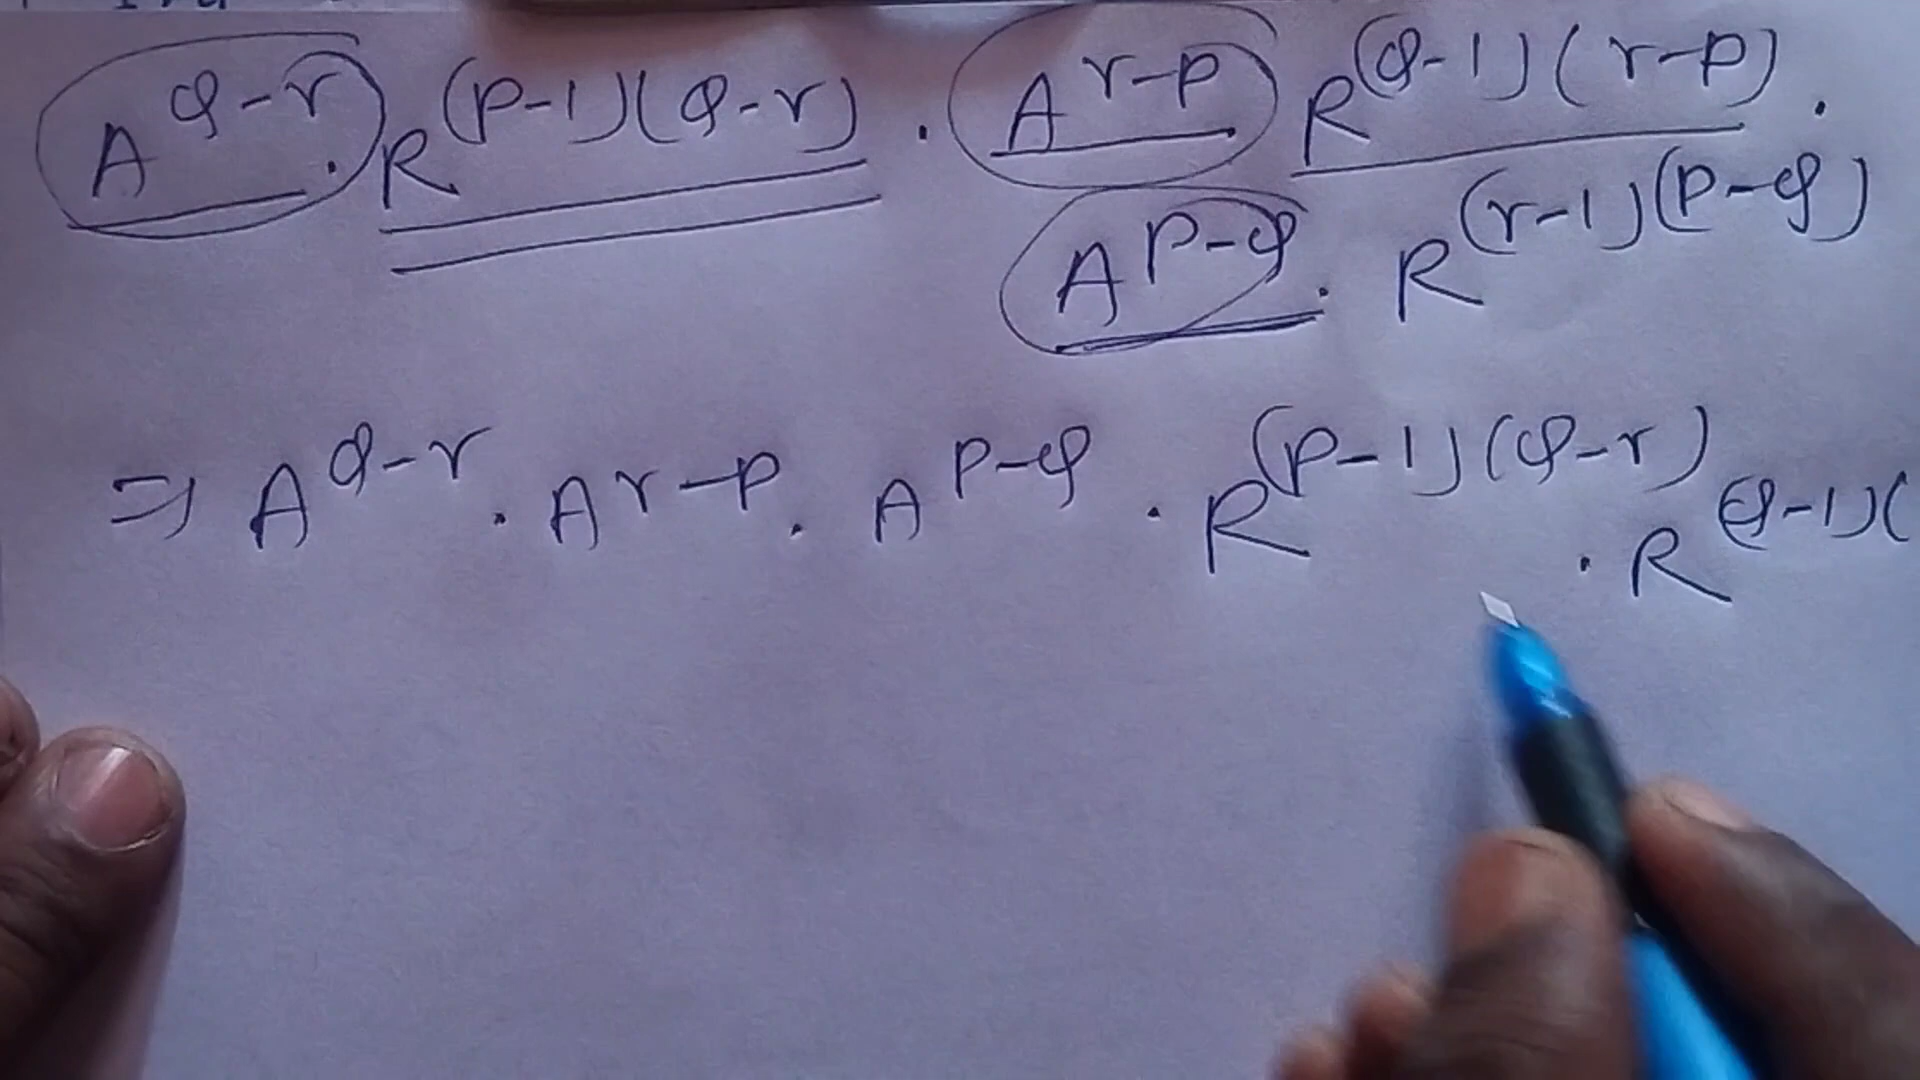 A^{q-r} . R^{(p-1)(q-r)} . A^{r-p} R^{(q-1)(r-p)} .
A^{p-q} . R^{(r-1)(p-q)}
=> A^{q-r} . A^{r-p} . A^{p-q} . R^{(p-1)(q-r)}
. R^{(q-1)(